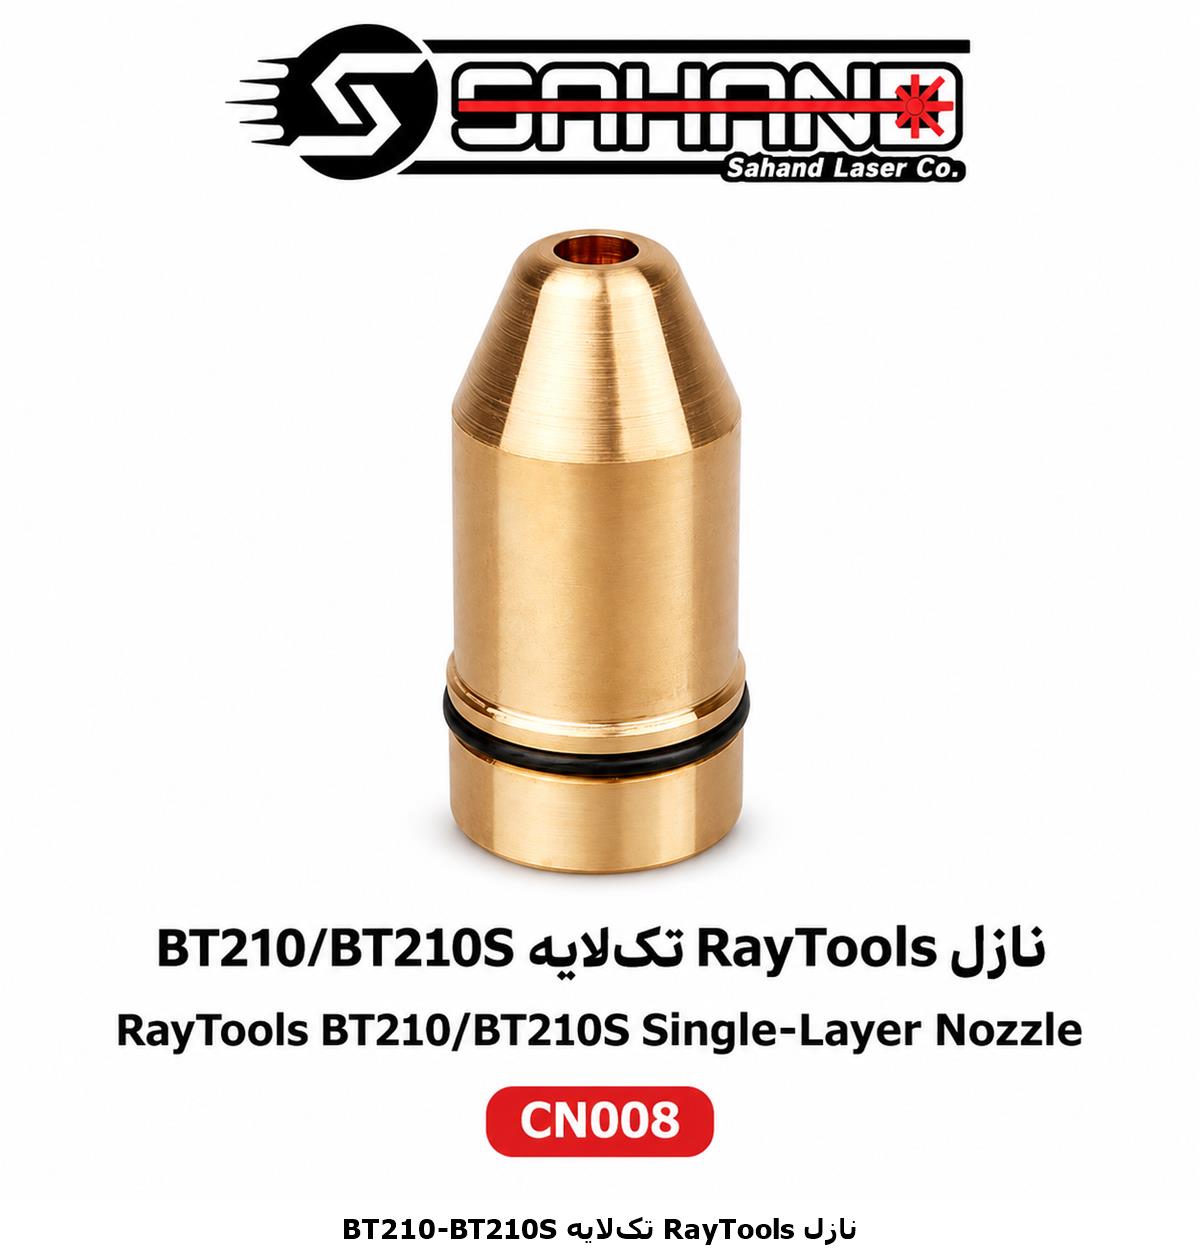 SAHAND
Sahand Laser Co.
نازل RayTools تک‌لایه BT210/BT210S
RayTools BT210/BT210S Single-Layer Nozzle
CN008
نازل RayTools تک‌لایه BT210-BT210S